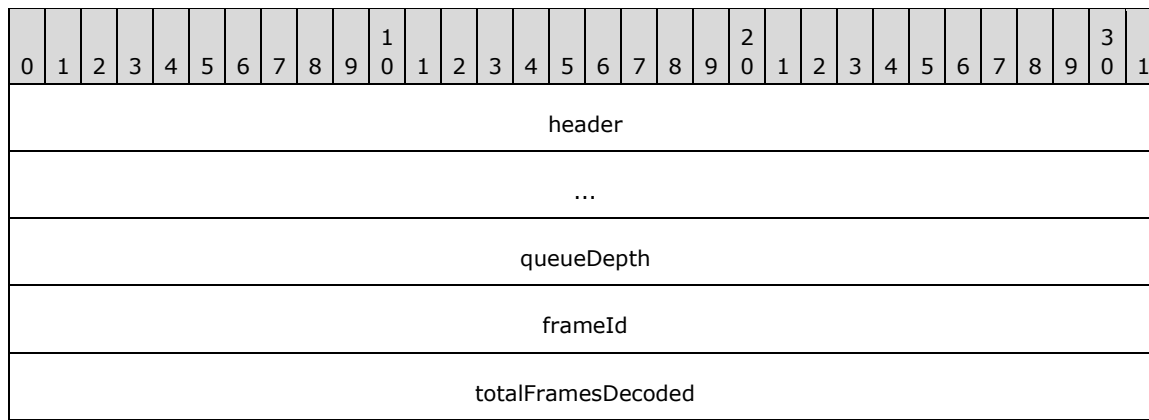 1 2 3
0 1 2 3 4 5 6 7 8 9 0 1 2 3 4 5 6 7 8 9 0 1 2 3 4 5 6 7 8 9 0 1
header
...
queueDepth
frameId
totalFramesDecoded